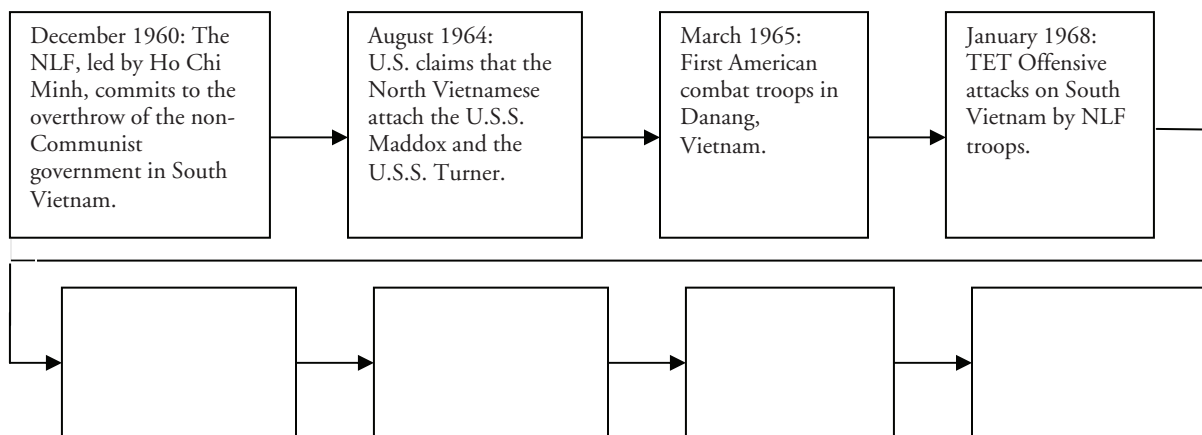 December 1960: The
NLF, led by Ho Chi
Minh, commits to the
overthrow of the non-
Communist
government in South
Vietnam.
August 1964:
U.S. claims that the
North Vietnamese
attach the U.S.S.
Maddox and the
U.S.S. Turner.
March 1965:
First American
combat troops in
Danang,
Vietnam.
January 1968:
TET Offensive
attacks on South
Vietnam by NLF
troops.